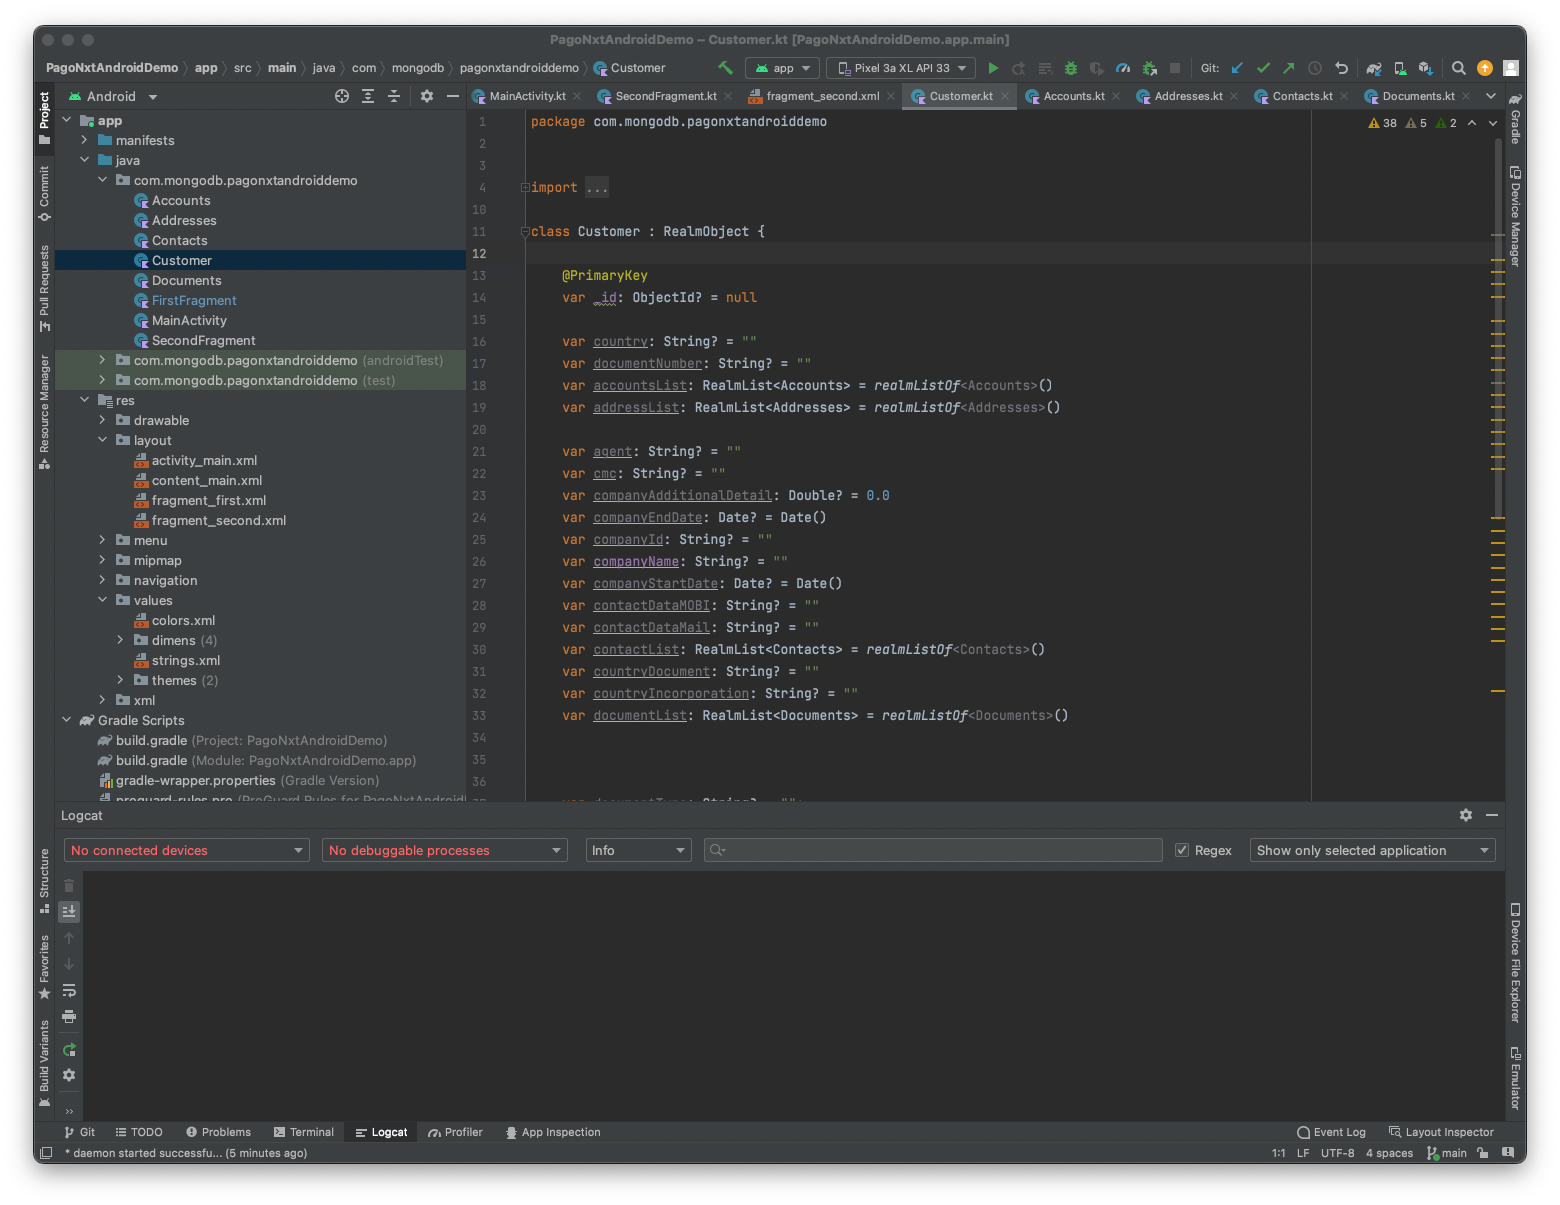 PagoNxtAndroidDemo – Customer.kt [PagoNxtAndroidDemo.app.main]
PagoNxtAndroidDemo app src main java com mongodb pagonxtandroiddemo Customer
app
Pixel 3a XL API 33
Git:
Project
Commit
Pull Requests
Resource Manager
Structure
Favorites
Build Variants
Android
app
manifests
java
com.mongodb.pagonxtandroiddemo
Accounts
Addresses
Contacts
Customer
Documents
FirstFragment
MainActivity
SecondFragment
com.mongodb.pagonxtandroiddemo (androidTest)
com.mongodb.pagonxtandroiddemo (test)
res
drawable
layout
activity_main.xml
content_main.xml
fragment_first.xml
fragment_second.xml
menu
mipmap
navigation
values
colors.xml
dimens (4)
strings.xml
themes (2)
xml
Gradle Scripts
build.gradle (Project: PagoNxtAndroidDemo)
build.gradle (Module: PagoNxtAndroidDemo.app)
gradle-wrapper.properties (Gradle Version)
proguard-rules.pro (ProGuard Rules for PagoNxtAndroid
MainActivity.kt SecondFragment.kt fragment_second.xml Customer.kt Accounts.kt Addresses.kt Contacts.kt Documents.kt
38 5 2
1 package com.mongodb.pagonxtandroiddemo
2
3
4 import ...
10
11 class Customer : RealmObject {
12
13 @PrimaryKey
14 var _id: ObjectId? = null
15
16 var country: String? = ""
17 var documentNumber: String? = ""
18 var accountsList: RealmList<Accounts> = realmListOf<Accounts>()
19 var addressList: RealmList<Addresses> = realmListOf<Addresses>()
20
21 var agent: String? = ""
22 var cmc: String? = ""
23 var companyAdditionalDetail: Double? = 0.0
24 var companyEndDate: Date? = Date()
25 var companyId: String? = ""
26 var companyName: String? = ""
27 var companyStartDate: Date? = Date()
28 var contactDataMOBI: String? = ""
29 var contactDataMail: String? = ""
30 var contactList: RealmList<Contacts> = realmListOf<Contacts>()
31 var countryDocument: String? = ""
32 var countryIncorporation: String? = ""
33 var documentList: RealmList<Documents> = realmListOf<Documents>()
34
35
36
Gradle
Device Manager
Device File Explorer
Emulator
Logcat
No connected devices
No debuggable processes
Info
Regex
Show only selected application
Git TODO Problems Terminal Logcat Profiler App Inspection Event Log Layout Inspector
* daemon started successfu... (5 minutes ago) 1:1 LF UTF-8 4 spaces main